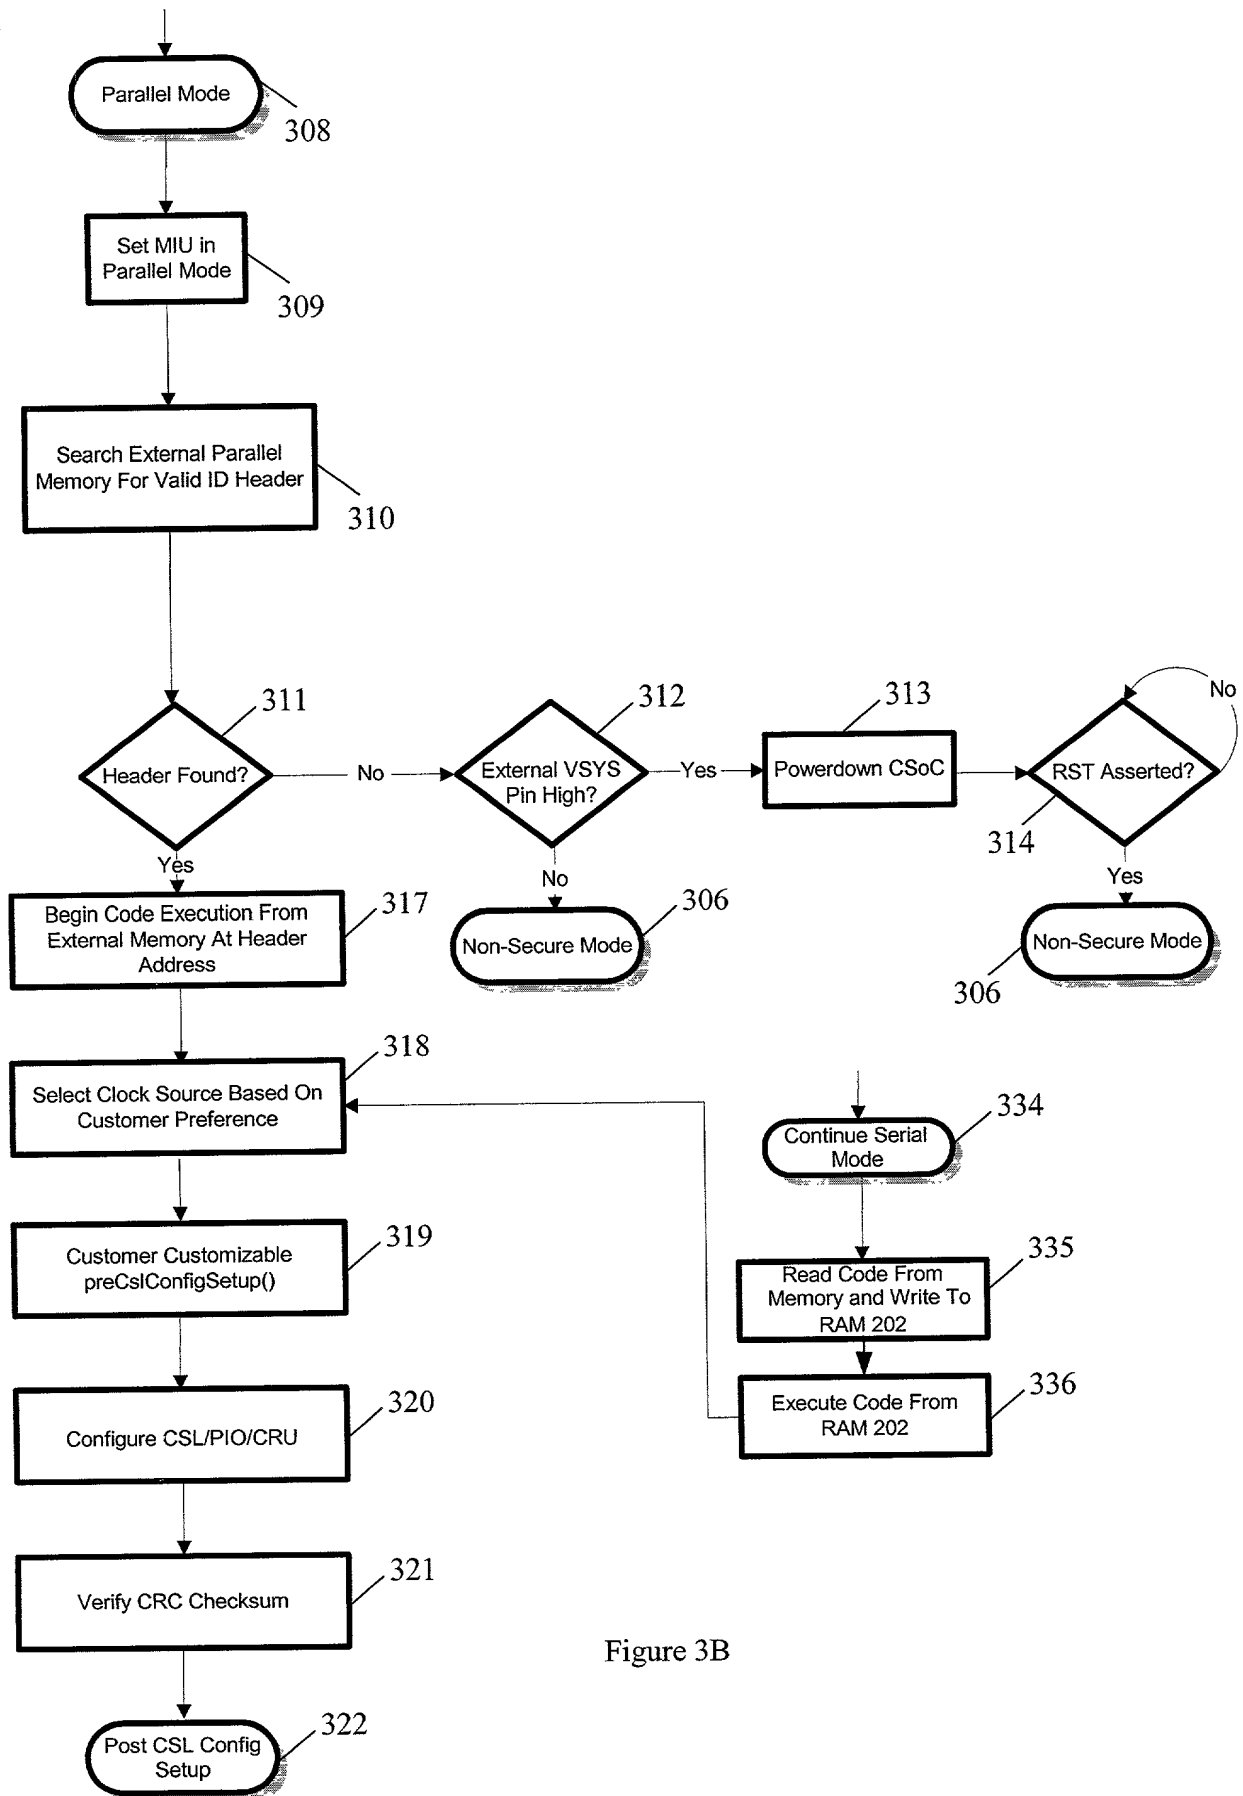 Parallel Mode
308
Set MIU in
Parallel Mode
309
Search External Parallel
Memory For Valid ID Header
310
Header Found?
311
No
External VSYS
Pin High?
312
Yes
Powerdown CSoC
313
RST Asserted?
314
No
Yes
No
Yes
Begin Code Execution From
External Memory At Header
Address
317
Non-Secure Mode
306
Non-Secure Mode
306
Select Clock Source Based On
Customer Preference
318
Continue Serial
Mode
334
Customer Customizable
preCslConfigSetup()
319
Read Code From
Memory and Write To
RAM 202
335
Execute Code From
RAM 202
336
Configure CSL/PIO/CRU
320
Verify CRC Checksum
321
Post CSL Config
Setup
322
Figure 3B